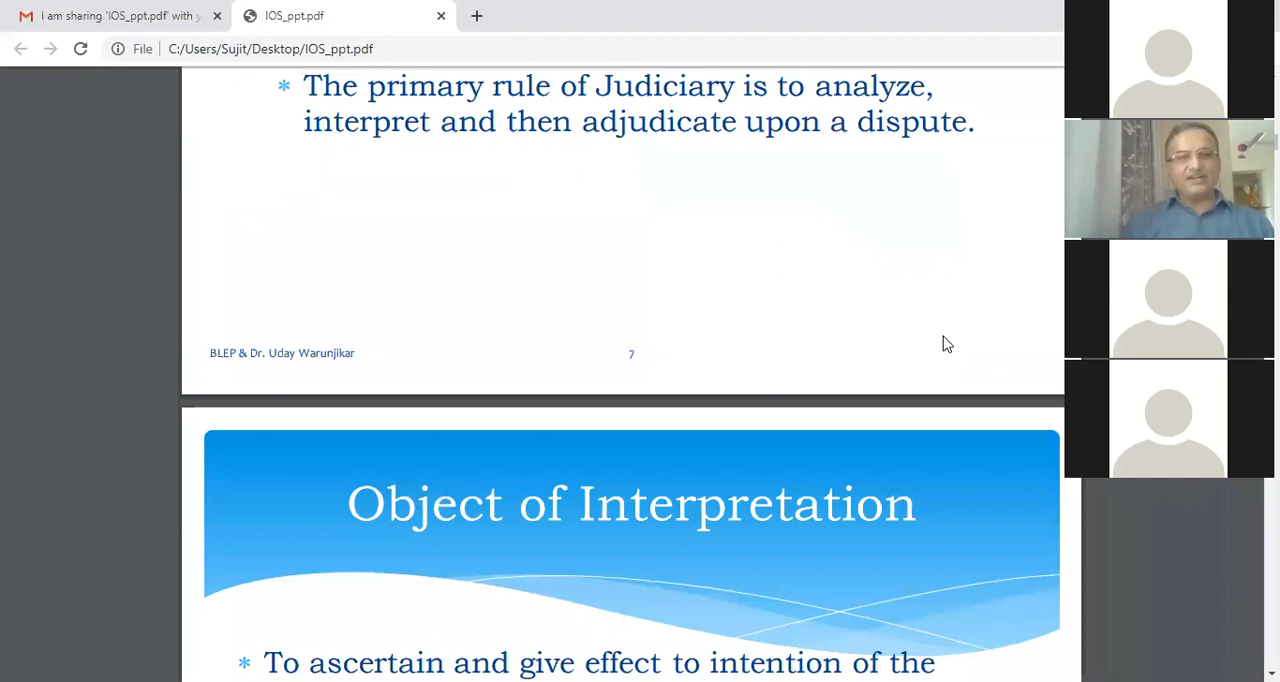 I am sharing 'IOS_ppt.pdf' with
IOS_ppt.pdf
File
C:/Users/Sujit/Desktop/IOS_ppt.pdf
* The primary rule of Judiciary is to analyze,
interpret and then adjudicate upon a dispute.
BLEP & Dr. Uday Warunjikar
7
Object of Interpretation
* To ascertain and give effect to intention of the